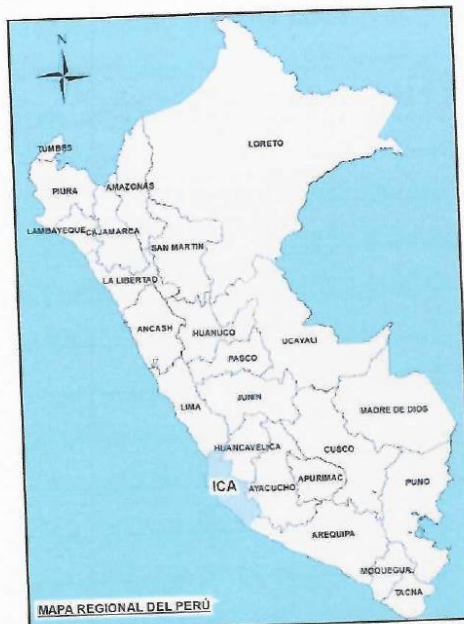 N
TUMBES
LORETO
PIURA
AMAZONAS
LAMBAYEQUE
CAJAMARCA
SAN MARTIN
LA LIBERTAD
ANCASH
HUANUCO
UCAYALI
PASCO
LIMA
JUNIN
MADRE DE DIOS
HUANCAVELICA
CUSCO
ICA
AYACUCHO
APURIMAC
PUNO
AREQUIPA
MOQUEGUA
TACNA
MAPA REGIONAL DEL PERÚ